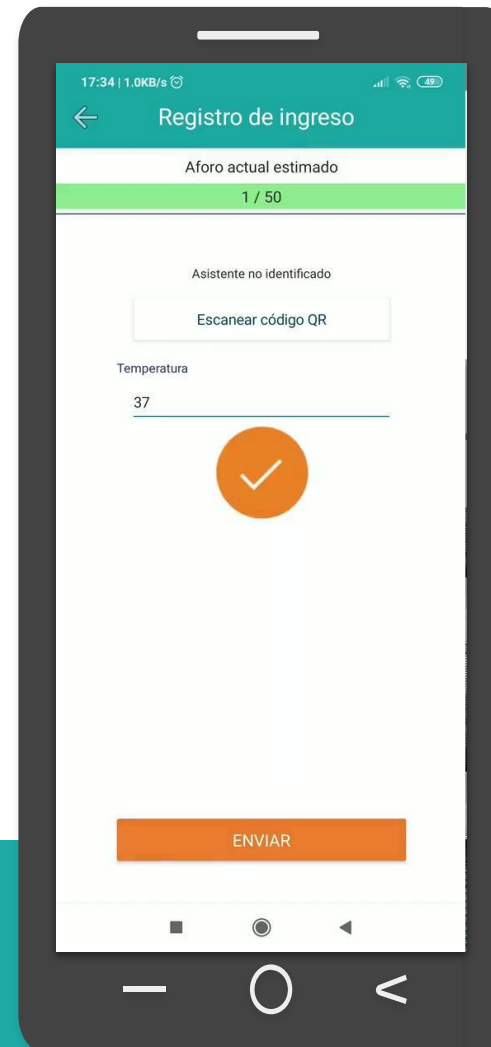 17:34 | 1.0KB/s 49
Registro de ingreso
Aforo actual estimado
1 / 50
Asistente no identificado
Escanear código QR
Temperatura
37
ENVIAR